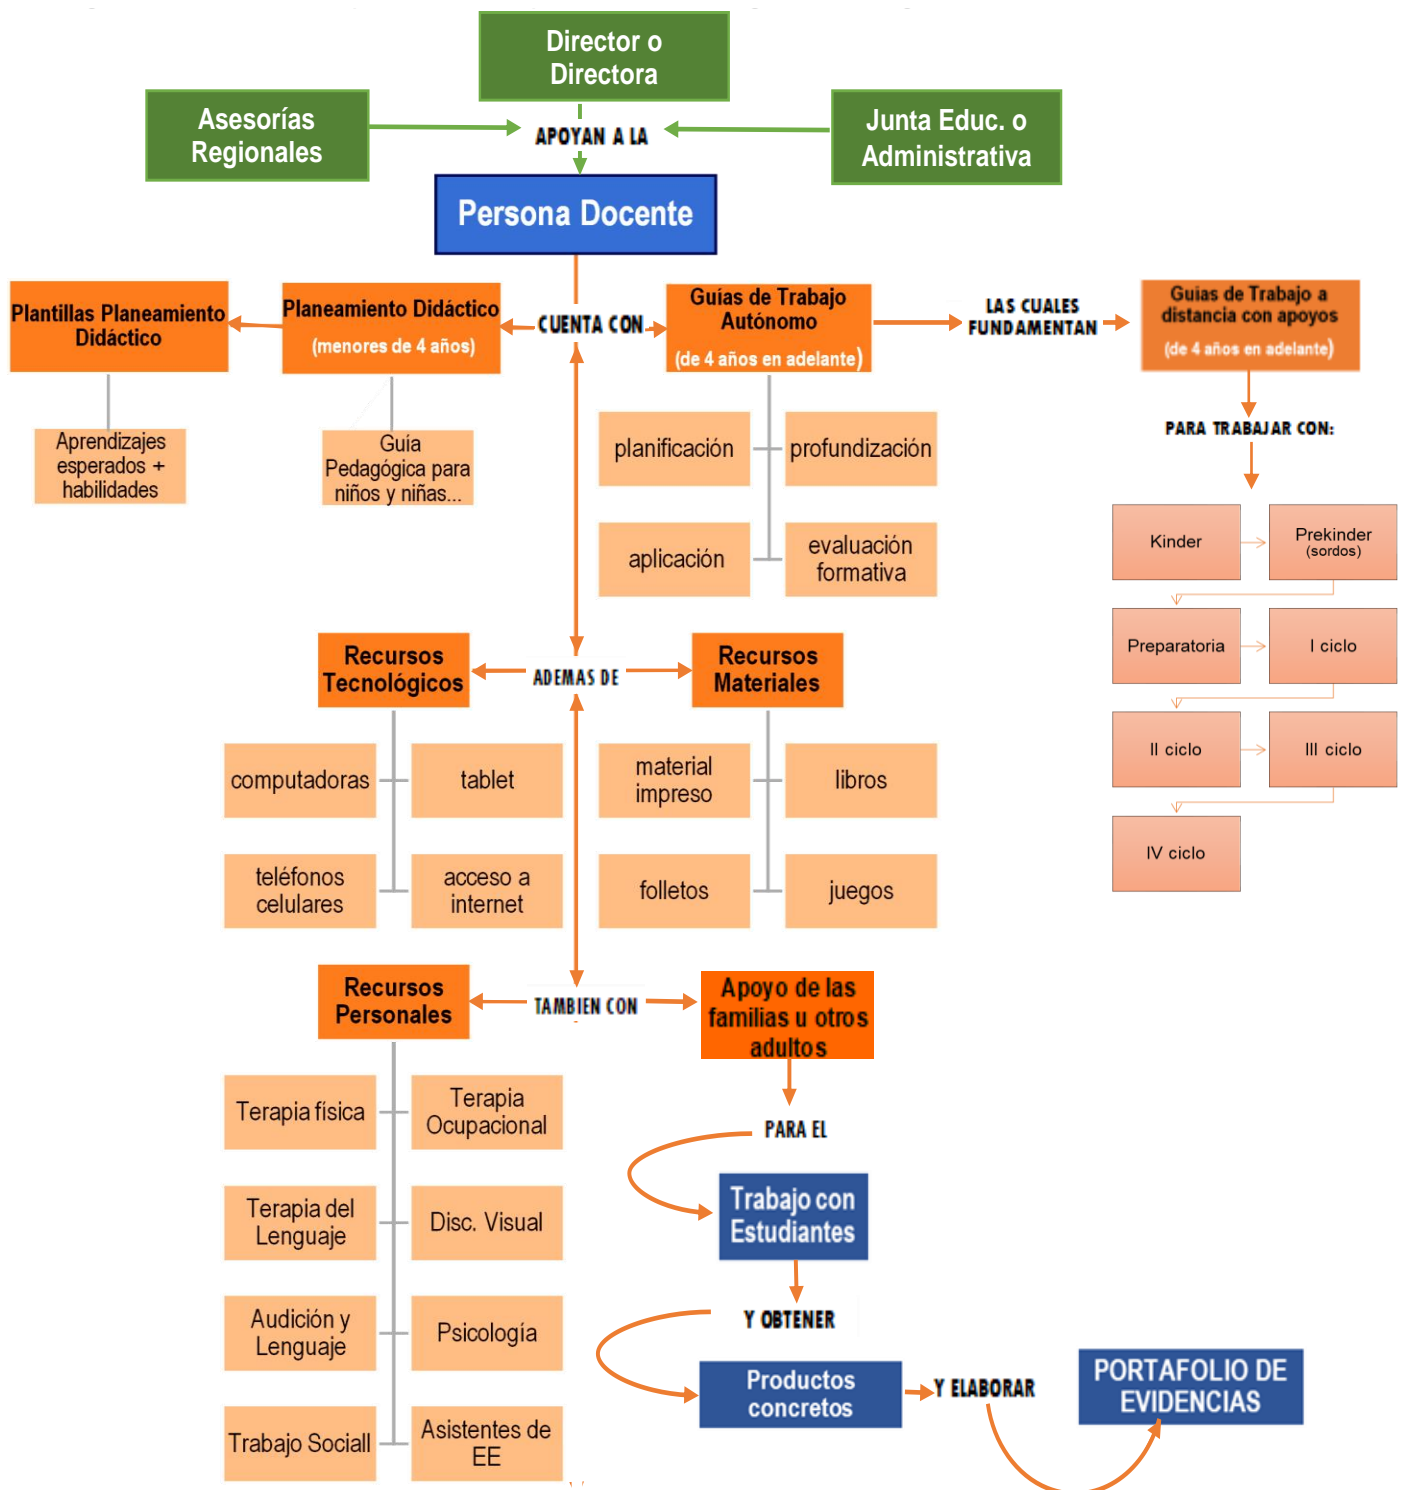 Director o
Directora
Asesorías
Regionales
APOYAN A LA
Junta Educ. o
Administrativa
Persona Docente
Plantillas Planeamiento
Didáctico
Planeamiento Didáctico
(menores de 4 años)
CUENTA CON
Guías de Trabajo
Autónomo
(de 4 años en adelante)
LAS CUALES
FUNDAMENTAN
Guías de Trabajo a
distancia con apoyos
(de 4 años en adelante)
Aprendizajes
esperados +
habilidades
Guía
Pedagógica para
niños y niñas...
planificación
profundización
aplicación
evaluación
formativa
PARA TRABAJAR CON:
Kinder
Prekinder
(sordos)
Preparatoria
I ciclo
II ciclo
III ciclo
IV ciclo
Recursos
Tecnológicos
ADEMAS DE
Recursos
Materiales
computadoras
tablet
teléfonos
celulares
acceso a
internet
material
impreso
libros
folletos
juegos
Recursos
Personales
TAMBIEN CON
Apoyo de las
familias u otros
adultos
Terapia física
Terapia
Ocupacional
Terapia del
Lenguaje
Disc. Visual
Audición y
Lenguaje
Psicología
Trabajo Sociall
Asistentes de
EE
PARA EL
Trabajo con
Estudiantes
Y OBTENER
Productos
concretos
Y ELABORAR
PORTAFOLIO DE
EVIDENCIAS